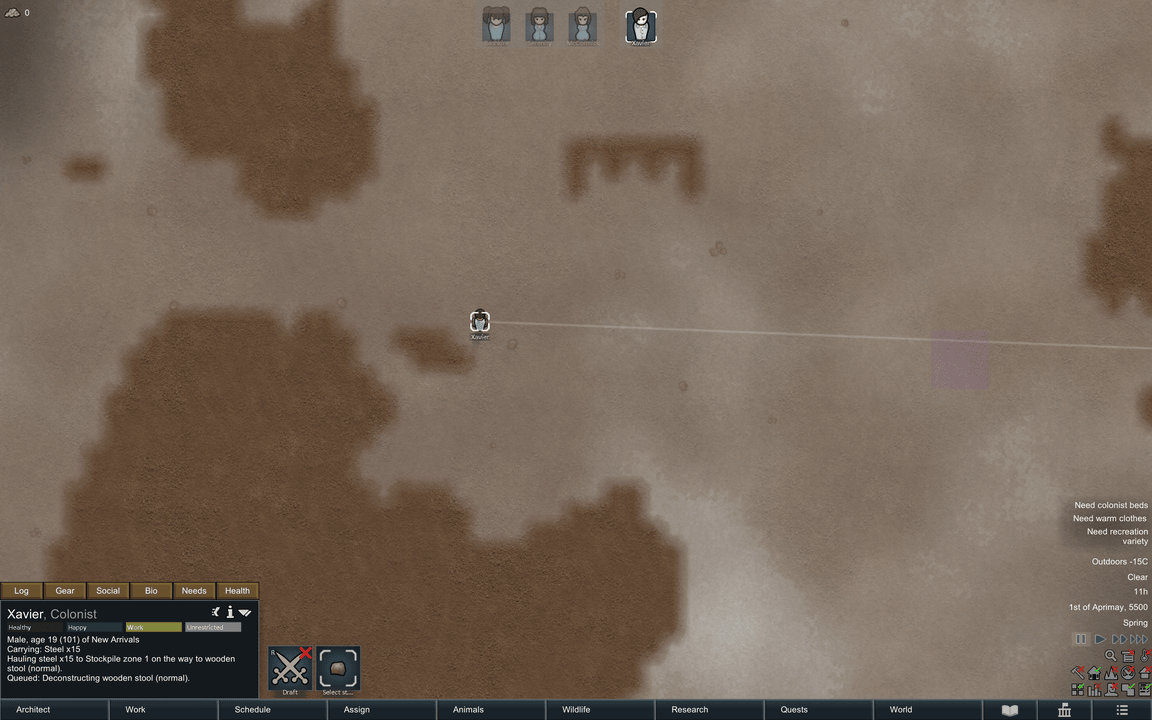 0
Xavier
Xavier
Need colonist beds
Need warm clothes
Need recreation
variety
Outdoors -15C
Clear
11h
1st of Aprimay, 5500
Spring
Log Gear Social Bio Needs Health
Xavier, Colonist
Healthy Happy Work Unrestricted
Male, age 19 (101) of New Arrivals
Carrying: Steel x15
Hauling steel x15 to Stockpile zone 1 on the way to wooden
stool (normal).
Queued: Deconstructing wooden stool (normal).
R
Draft
Select st...
Architect Work Schedule Assign Animals Wildlife Research Quests World